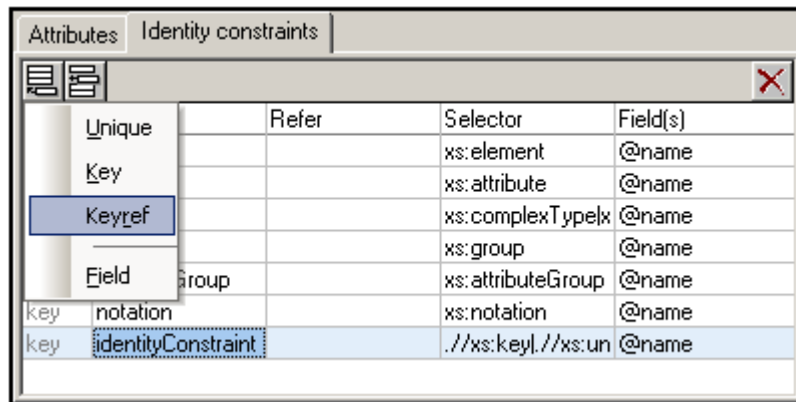 Attributes Identity constraints
Refer Selector Field(s)
Unique
xs:element @name
Key
xs:attribute @name
Keyref
xs:complexType|x @name
xs:group @name
Field
Group xs:attributeGroup @name
key notation xs:notation @name
key identityConstraint .//xs:key|.//xs:un @name